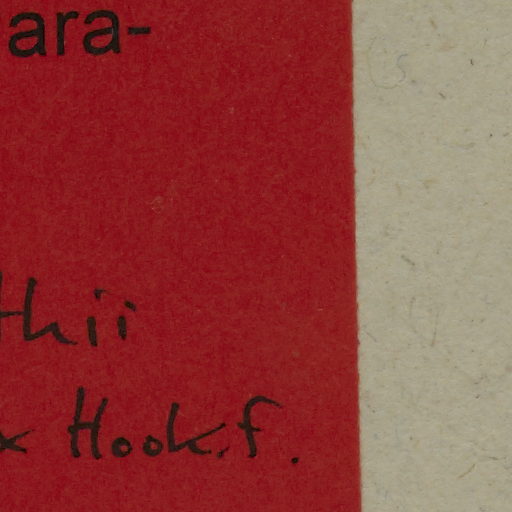 ara-
thii
x Hook.f.